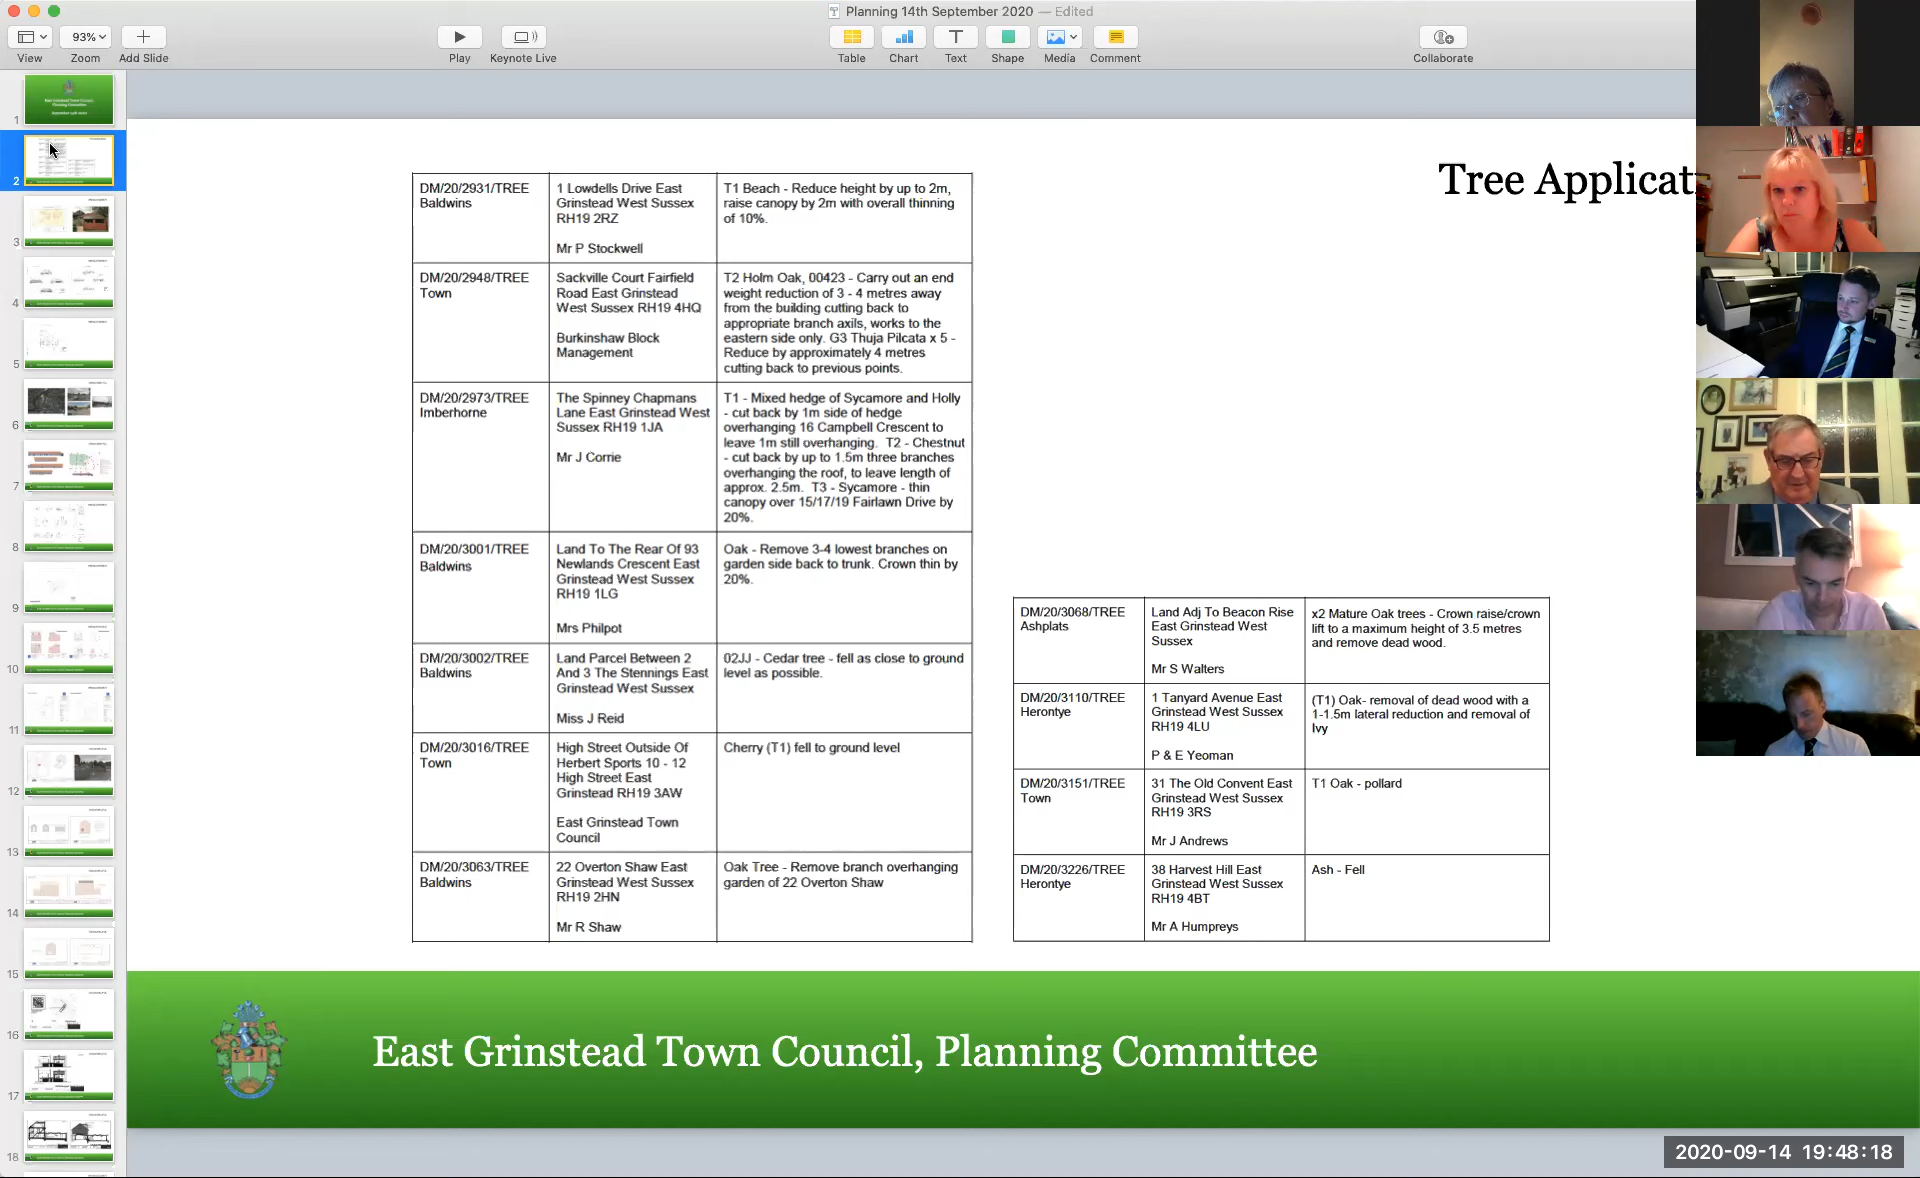 Planning 14th September 2020 — Edited
93%
View
Zoom
Add Slide
Play
Keynote Live
Table
Chart
Text
Shape
Media
Comment
Collaborate
1
2
3
4
5
6
7
8
9
10
11
12
13
14
15
16
17
18
Tree Applicati
DM/20/2931/TREE
Baldwins
1 Lowdells Drive East
Grinstead West Sussex
RH19 2RZ
Mr P Stockwell
T1 Beach - Reduce height by up to 2m,
raise canopy by 2m with overall thinning
of 10%.
DM/20/2948/TREE
Town
Sackville Court Fairfield
Road East Grinstead
West Sussex RH19 4HQ
Burkinshaw Block
Management
T2 Holm Oak, 00423 - Carry out an end
weight reduction of 3 - 4 metres away
from the building cutting back to
appropriate branch axils, works to the
eastern side only. G3 Thuja Pilcata x 5 -
Reduce by approximately 4 metres
cutting back to previous points.
DM/20/2973/TREE
Imberhorne
The Spinney Chapmans
Lane East Grinstead West
Sussex RH19 1JA
Mr J Corrie
T1 - Mixed hedge of Sycamore and Holly
- cut back by 1m side of hedge
overhanging 16 Campbell Crescent to
leave 1m still overhanging. T2 - Chestnut
- cut back by up to 1.5m three branches
overhanging the roof, to leave length of
approx. 2.5m. T3 - Sycamore - thin
canopy over 15/17/19 Fairlawn Drive by
20%.
DM/20/3001/TREE
Baldwins
Land To The Rear Of 93
Newlands Crescent East
Grinstead West Sussex
RH19 1LG
Mrs Philpot
Oak - Remove 3-4 lowest branches on
garden side back to trunk. Crown thin by
20%.
DM/20/3002/TREE
Baldwins
Land Parcel Between 2
And 3 The Stennings East
Grinstead West Sussex
Miss J Reid
02JJ - Cedar tree - fell as close to ground
level as possible.
DM/20/3016/TREE
Town
High Street Outside Of
Herbert Sports 10 - 12
High Street East
Grinstead RH19 3AW
East Grinstead Town
Council
Cherry (T1) fell to ground level
DM/20/3063/TREE
Baldwins
22 Overton Shaw East
Grinstead West Sussex
RH19 2HN
Mr R Shaw
Oak Tree - Remove branch overhanging
garden of 22 Overton Shaw
DM/20/3068/TREE
Ashplats
Land Adj To Beacon Rise
East Grinstead West
Sussex
Mr S Walters
x2 Mature Oak trees - Crown raise/crown
lift to a maximum height of 3.5 metres
and remove dead wood.
DM/20/3110/TREE
Herontye
1 Tanyard Avenue East
Grinstead West Sussex
RH19 4LU
P & E Yeoman
(T1) Oak- removal of dead wood with a
1-1.5m lateral reduction and removal of
Ivy
DM/20/3151/TREE
Town
31 The Old Convent East
Grinstead West Sussex
RH19 3RS
Mr J Andrews
T1 Oak - pollard
DM/20/3226/TREE
Herontye
38 Harvest Hill East
Grinstead West Sussex
RH19 4BT
Mr A Humpreys
Ash - Fell
East Grinstead Town Council, Planning Committee
2020-09-14 19:48:18